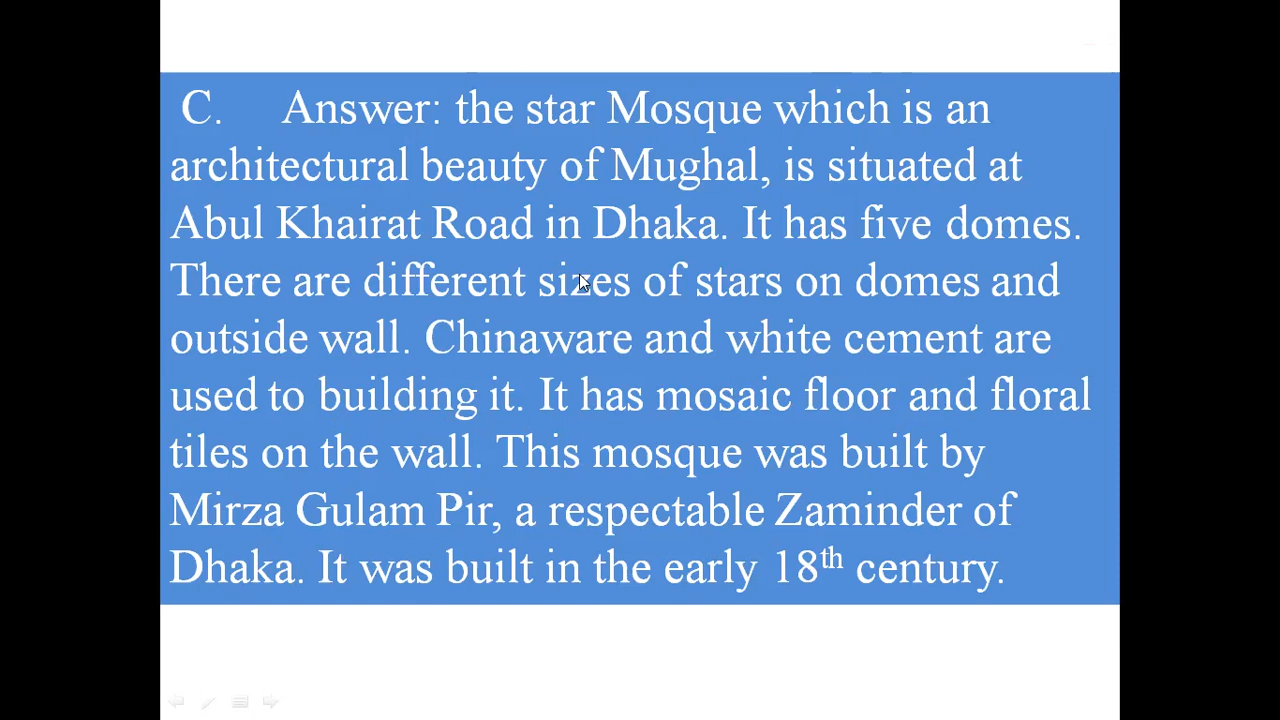 C. Answer: the star Mosque which is an
architectural beauty of Mughal, is situated at
Abul Khairat Road in Dhaka. It has five domes.
There are different sizes of stars on domes and
outside wall. Chinaware and white cement are
used to building it. It has mosaic floor and floral
tiles on the wall. This mosque was built by
Mirza Gulam Pir, a respectable Zaminder of
Dhaka. It was built in the early 18th century.